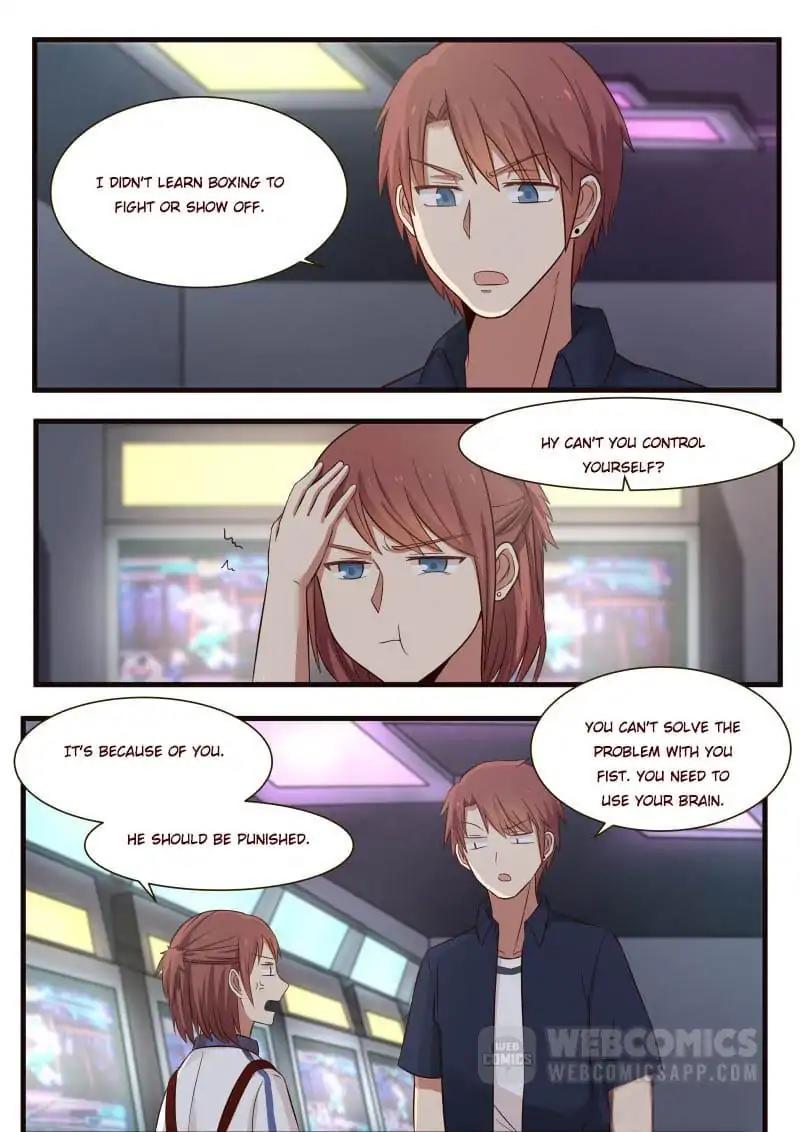 I DIDN'T LEARN BOXING TO
FIGHT OR SHOW OFF.
HY CAN'T YOU CONTROL
YOURSELF?
IT'S BECAUSE OF YOU.
HE SHOULD BE PUNISHED.
YOU CAN'T SOLVE THE
PROBLEM WITH YOU
FIST. YOU NEED TO
USE YOUR BRAIN.
WEB
COMICS
WEBCOMICS
WEBCOMICSAPP.COM